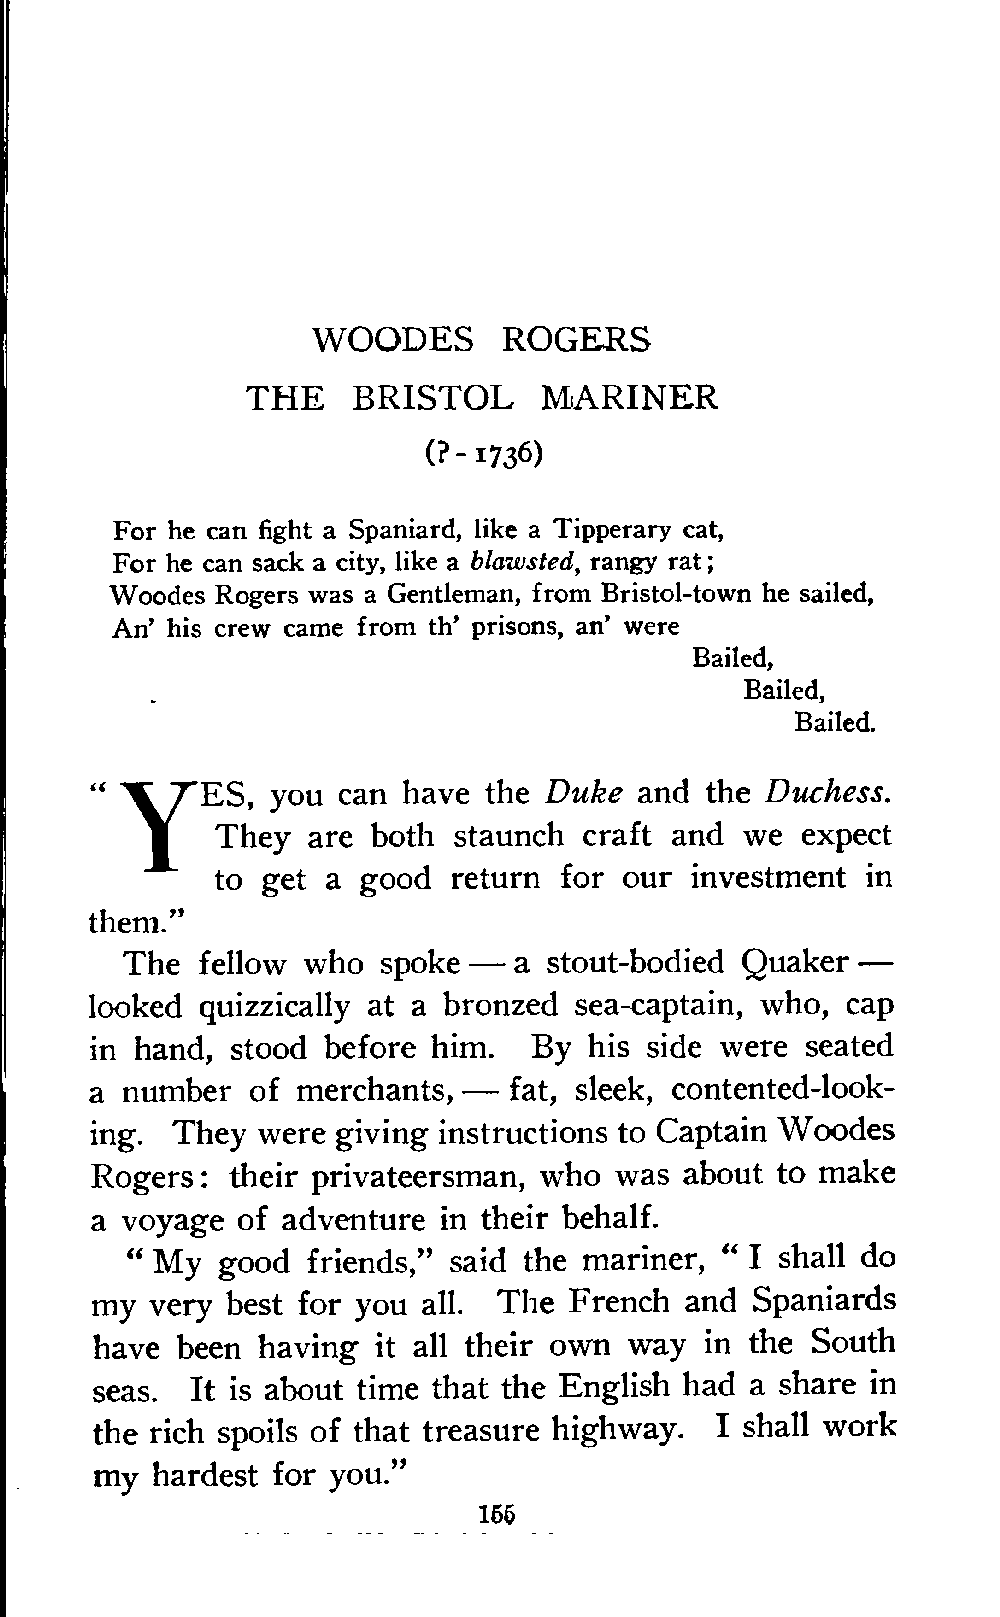 WOODES ROGERS
THE BRISTOL MARINER
(? - 1736)
For he can fight a Spaniard, like a Tipperary cat,
For he can sack a city, like a blawsted, rangy rat;
Woodes Rogers was a Gentleman, from Bristol-town he sailed,
An' his crew came from th' prisons, an' were
Bailed,
Bailed,
Bailed.
"YES, you can have the Duke and the Duchess.
They are both staunch craft and we expect
to get a good return for our investment in
them."
The fellow who spoke — a stout-bodied Quaker —
looked quizzically at a bronzed sea-captain, who, cap
in hand, stood before him. By his side were seated
a number of merchants, — fat, sleek, contented-look-
ing. They were giving instructions to Captain Woodes
Rogers: their privateersman, who was about to make
a voyage of adventure in their behalf.
"My good friends," said the mariner, "I shall do
my very best for you all. The French and Spaniards
have been having it all their own way in the South
seas. It is about time that the English had a share in
the rich spoils of that treasure highway. I shall work
my hardest for you."
155